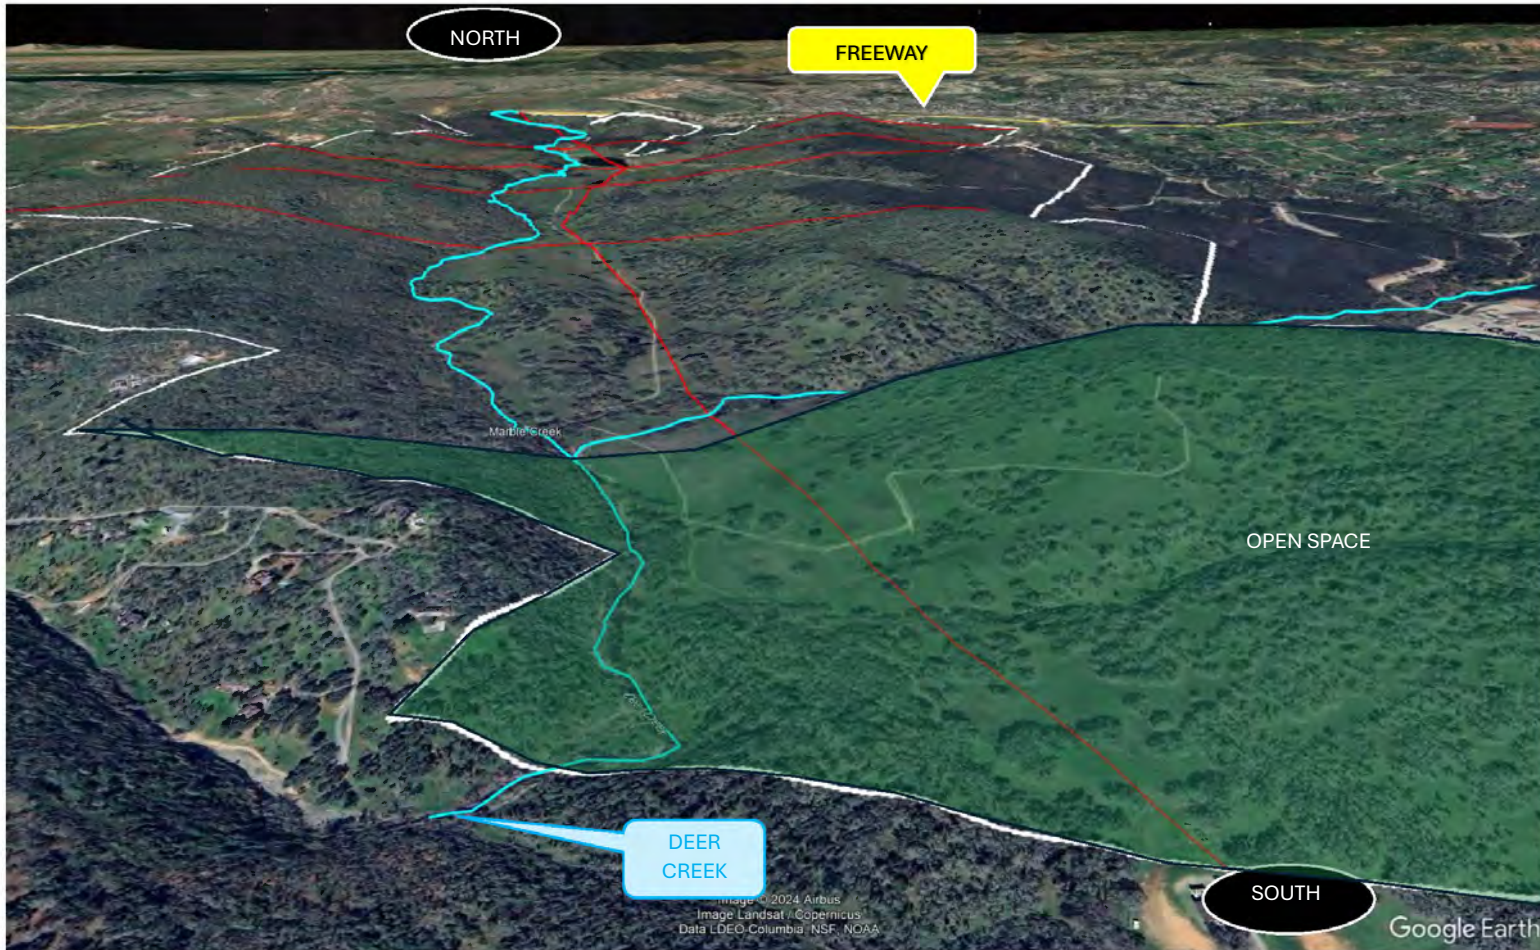 NORTH
FREEWAY
Marble Creek
OPEN SPACE
DEER
CREEK
SOUTH
Image © 2024 Airbus
Image Landsat / Copernicus
Data LDEO-Columbia, NSF, NOAA
Google Earth